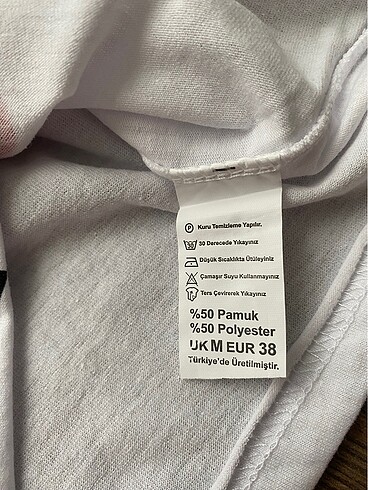 P Kuru Temizleme Yapılır.
30 30 Derecede Yıkayınız
Düşük Sıcaklıkta Ütüleyiniz
Çamaşır Suyu Kullanmayınız
Ters Çevirerek Yıkayınız
%50 Pamuk
%50 Polyester
UK M EUR 38
Türkiye'de Üretilmiştir.